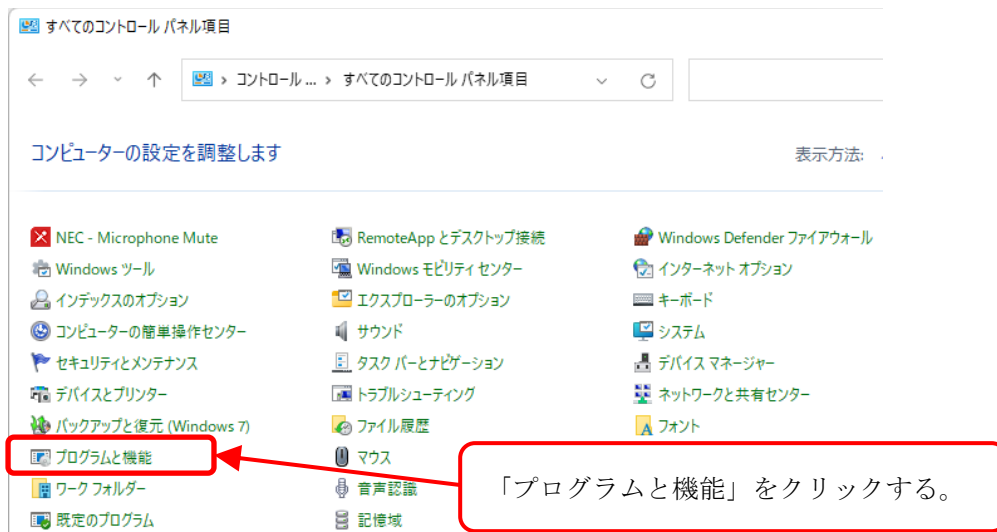 すべてのコントロール パネル項目
コントロール ... › すべてのコントロール パネル項目
コンピューターの設定を調整します
表示方法:
NEC - Microphone Mute
RemoteApp とデスクトップ接続
Windows Defender ファイアウォール
Windows ツール
Windows モビリティ センター
インターネット オプション
インデックスのオプション
エクスプローラーのオプション
キーボード
コンピューターの簡単操作センター
サウンド
システム
セキュリティとメンテナンス
タスク バーとナビゲーション
デバイス マネージャー
デバイスとプリンター
トラブルシューティング
ネットワークと共有センター
バックアップと復元 (Windows 7)
ファイル履歴
フォント
プログラムと機能
マウス
「プログラムと機能」をクリックする。
ワーク フォルダー
音声認識
既定のプログラム
記憶域